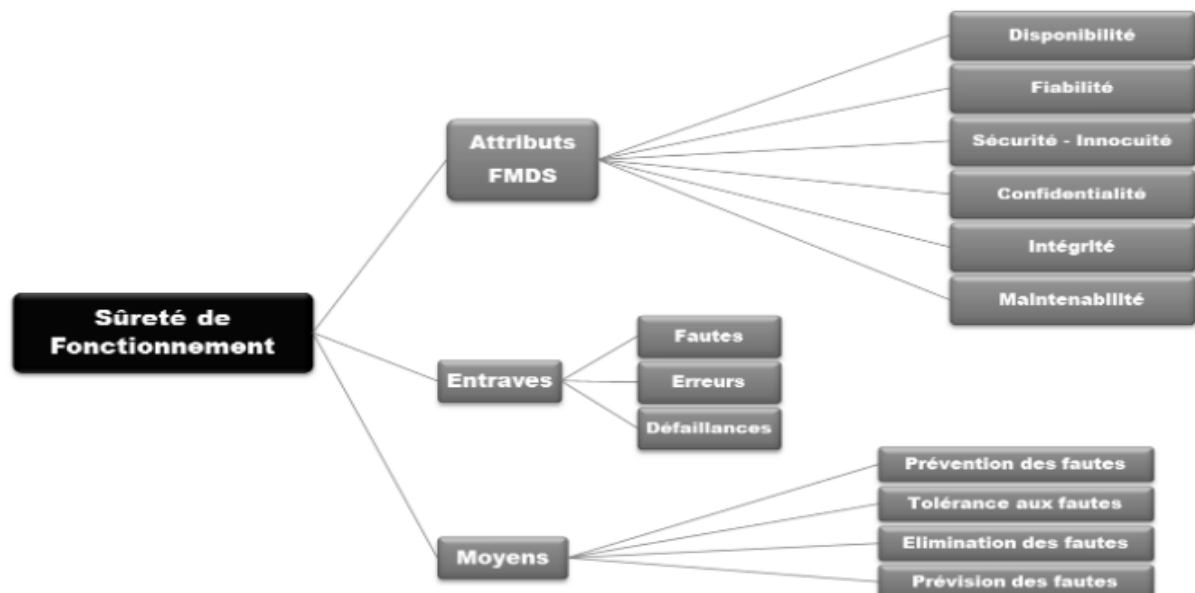 Sûreté de
Fonctionnement
Attributs
FMDS
Disponibilité
Fiabilité
Sécurité - Innocuité
Confidentialité
Intégrité
Maintenabilité
Entraves
Fautes
Erreurs
Défaillances
Moyens
Prévention des fautes
Tolérance aux fautes
Elimination des fautes
Prévision des fautes